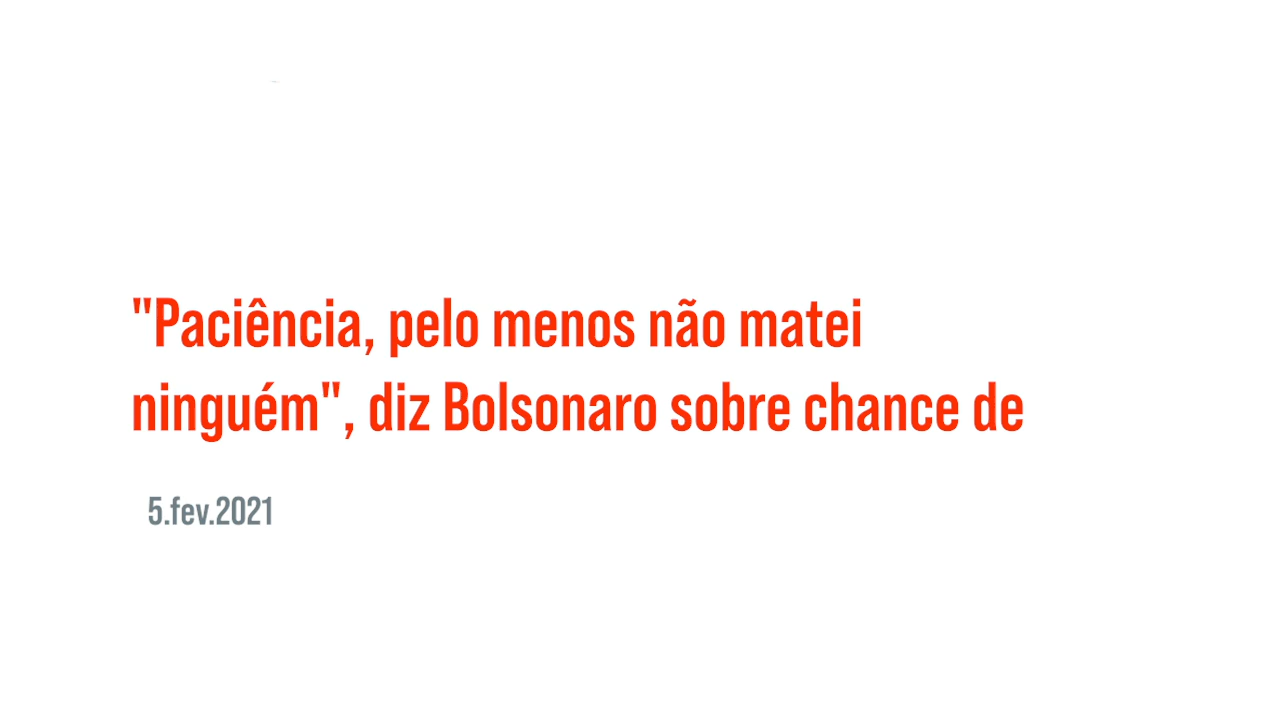 "Paciência, pelo menos não matei
ninguém", diz Bolsonaro sobre chance de
5.fev.2021